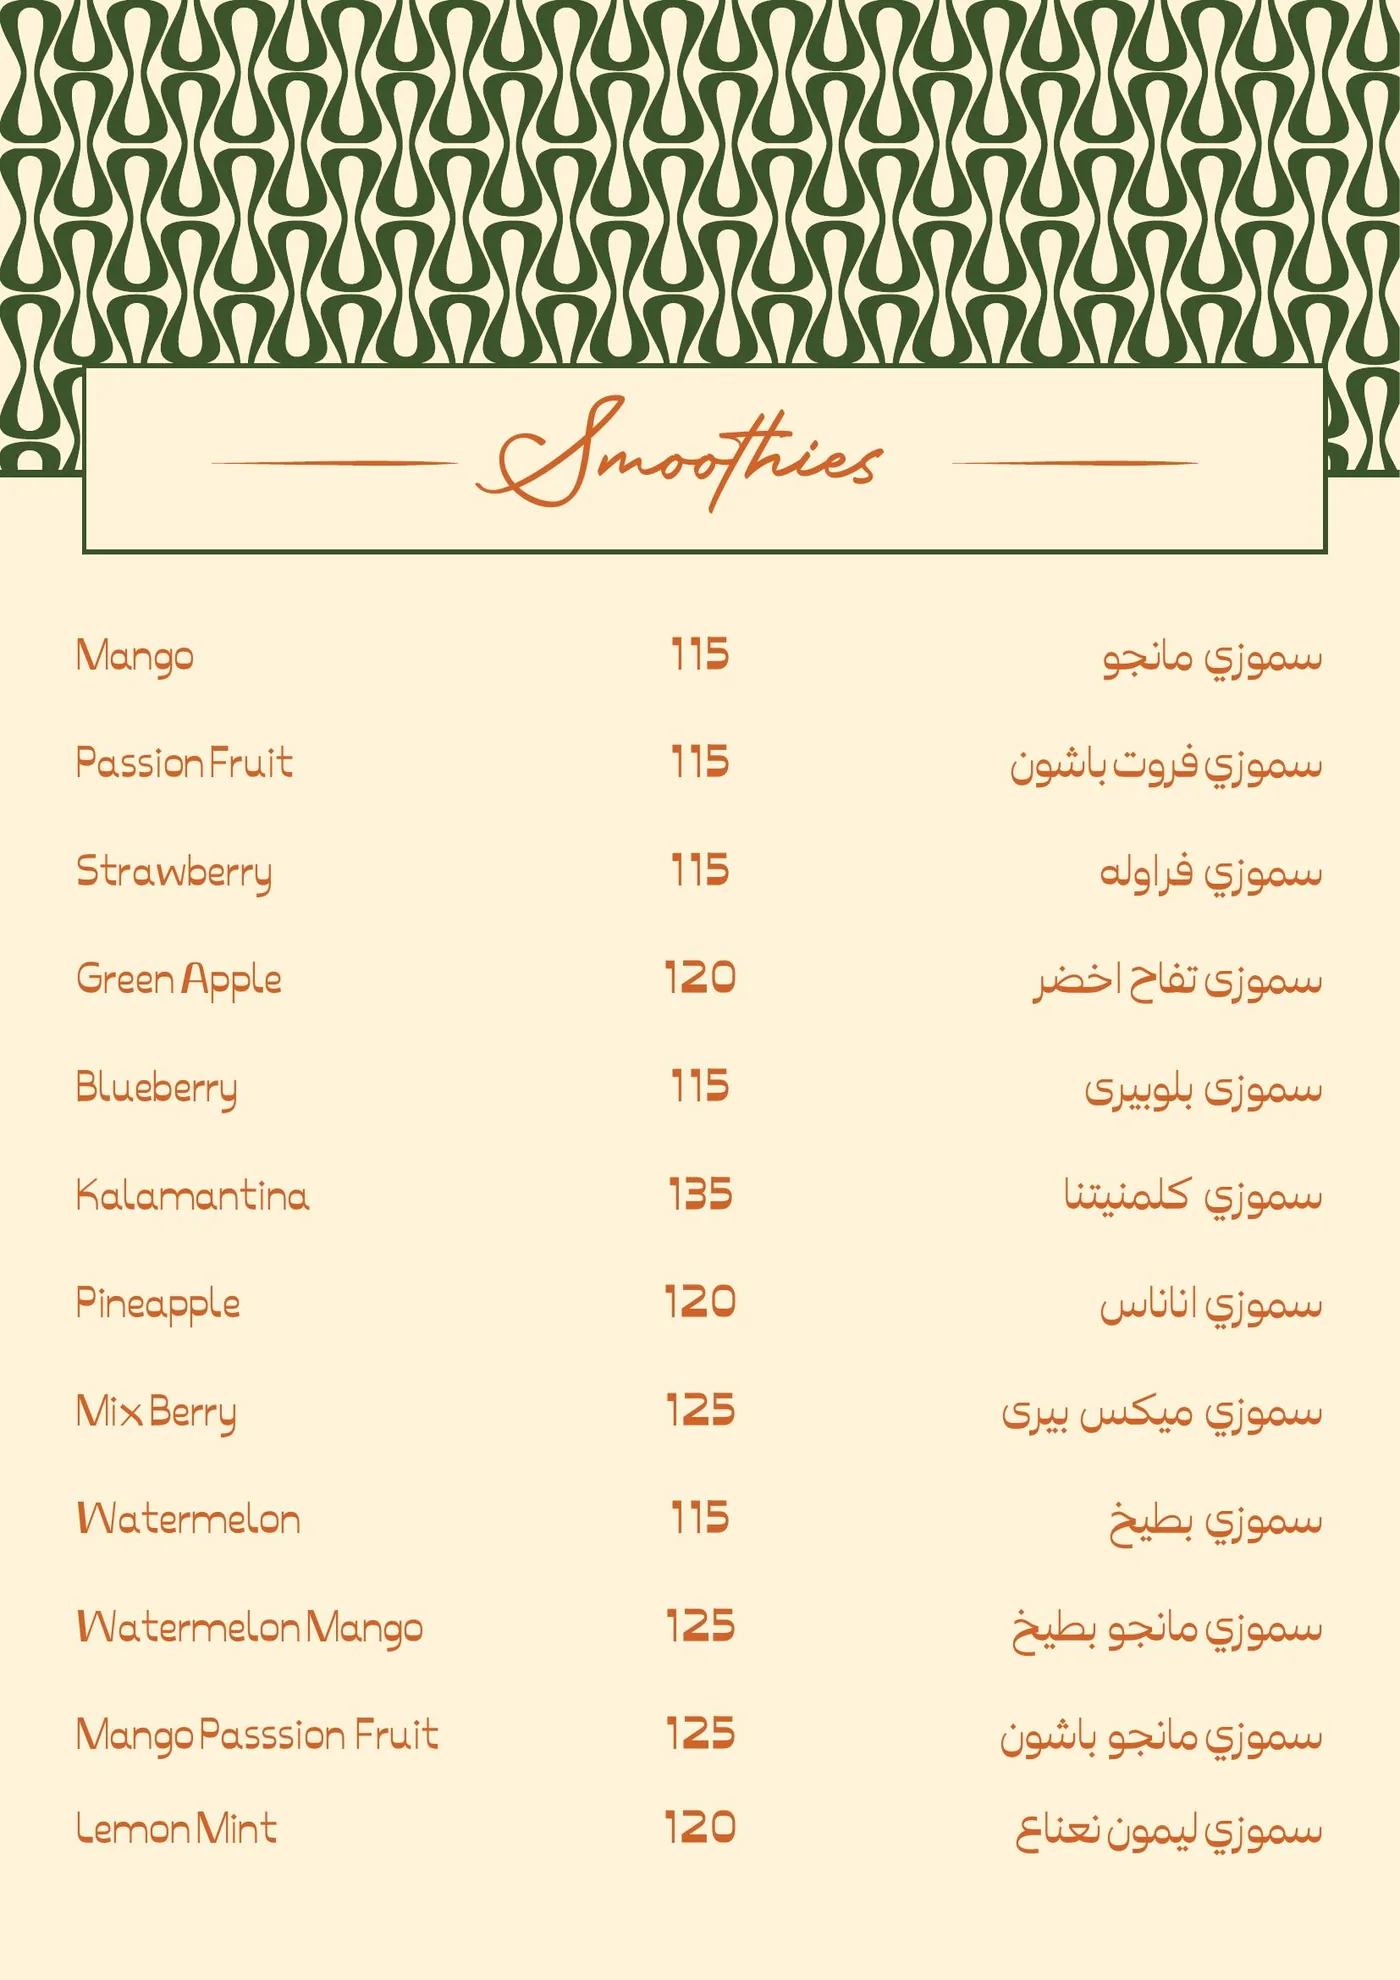 Smoothies
Mango 115 سموزي مانجو
Passion Fruit 115 سموزي فروت باشون
Strawberry 115 سموزي فراوله
Green Apple 120 سموزى تفاح اخضر
Blueberry 115 سموزى بلوبيرى
Kalamantina 135 سموزي كلمنيتنا
Pineapple 120 سموزي اناناس
Mix Berry 125 سموزي ميكس بيرى
Watermelon 115 سموزي بطيخ
Watermelon Mango 125 سموزي مانجو بطيخ
Mango Passsion Fruit 125 سموزي مانجو باشون
Lemon Mint 120 سموزي ليمون نعناع